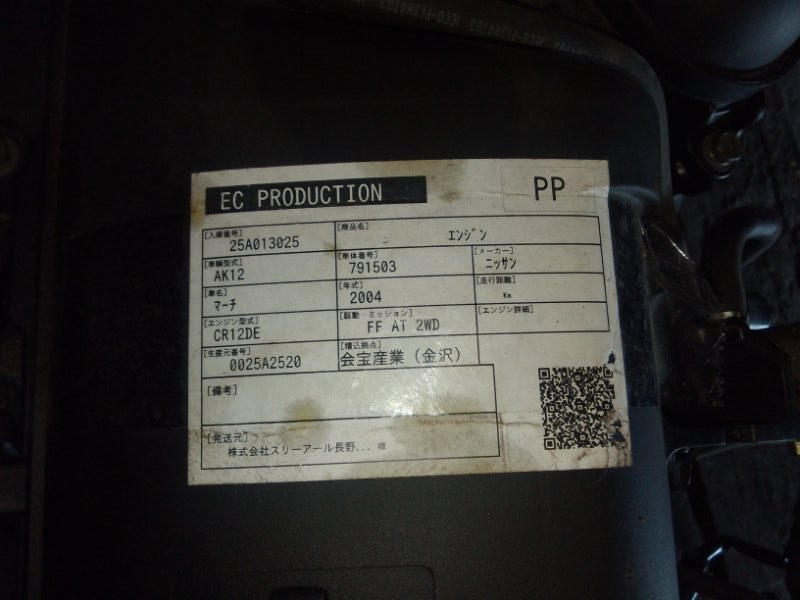 EC PRODUCTION
PP
[入庫番号] 25A013025
[商品名] エンジン
[車輛型式] AK12
[車体番号] 791503
[メーカー] ニッサン
[車名] マーチ
[年式] 2004
[走行距離] Km
[エンジン型式] CR12DE
[駆動・ミッション] FF AT 2WD
[エンジン詳細]
[生産元番号] 0025A2520
[積込拠点] 会宝産業（金沢）
[備考]
[発送元]
株式会社スリーアール長野... 様